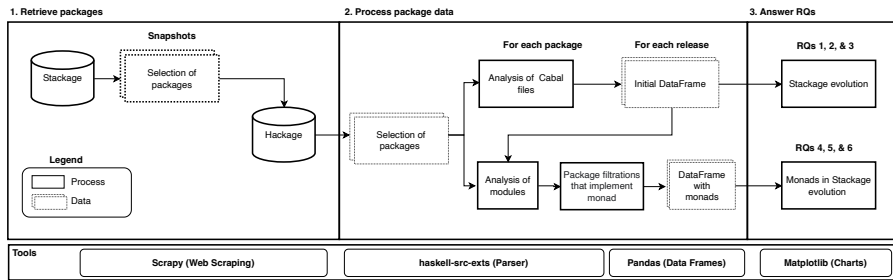 1. Retrieve packages
2. Process package data
3. Answer RQs
Snapshots
Stackage
Selection of
packages
Hackage
Legend
Process
Data
For each package
For each release
Analysis of Cabal
files
Initial DataFrame
Selection of
packages
Analysis of
modules
Package filtrations
that implement
monad
DataFrame
with
monads
RQs 1, 2, & 3
Stackage evolution
RQs 4, 5, & 6
Monads in Stackage
evolution
Tools
Scrapy (Web Scraping)
haskell-src-exts (Parser)
Pandas (Data Frames)
Matplotlib (Charts)